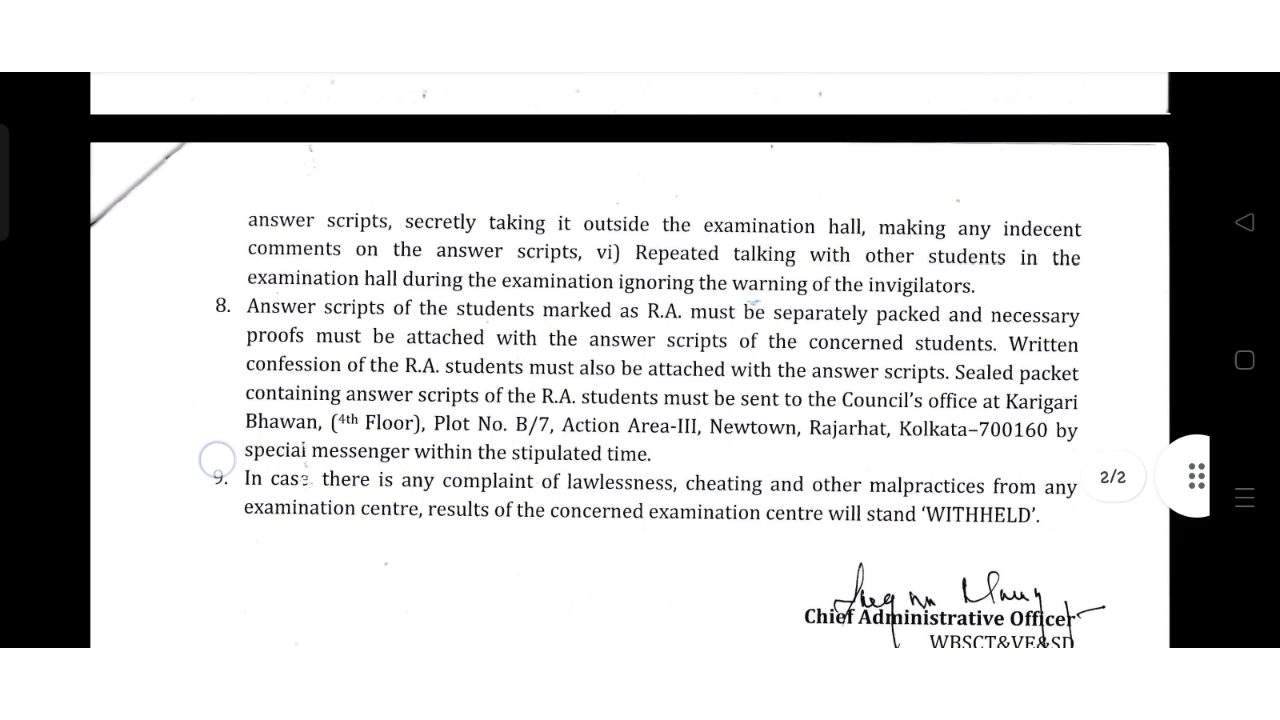 answer scripts, secretly taking it outside the examination hall, making any indecent
comments on the answer scripts, vi) Repeated talking with other students in the
examination hall during the examination ignoring the warning of the invigilators.
8. Answer scripts of the students marked as R.A. must be separately packed and necessary
proofs must be attached with the answer scripts of the concerned students. Written
confession of the R.A. students must also be attached with the answer scripts. Sealed packet
containing answer scripts of the R.A. students must be sent to the Council's office at Karigari
Bhawan, (4th Floor), Plot No. B/7, Action Area-III, Newtown, Rajarhat, Kolkata–700160 by
special messenger within the stipulated time.
9. In case there is any complaint of lawlessness, cheating and other malpractices from any
2/2
examination centre, results of the concerned examination centre will stand 'WITHHELD'.
Chief Administrative Officer
WBSCT&VE&SD